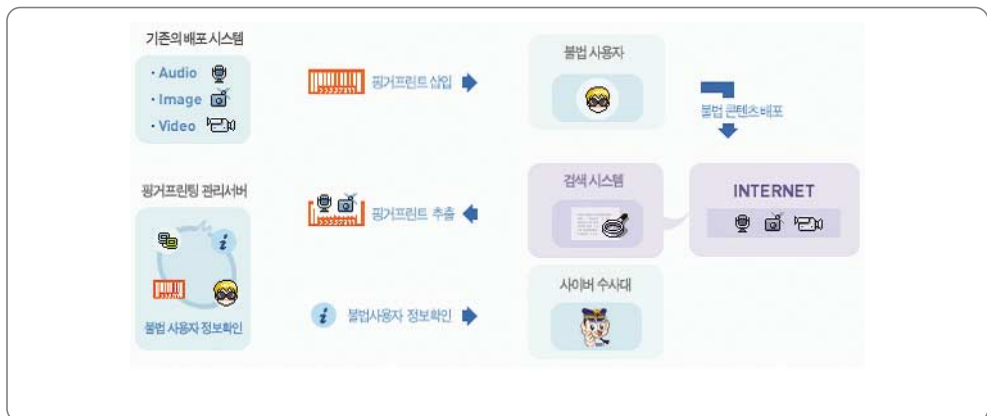 기존의 배포 시스템
· Audio
· Image
· Video
핑거프린트 삽입
불법 사용자
불법 콘텐츠 배포
핑거프린팅 관리서버
불법 사용자 정보확인
핑거프린트 추출
검색 시스템
INTERNET
불법사용자 정보확인
사이버 수사대